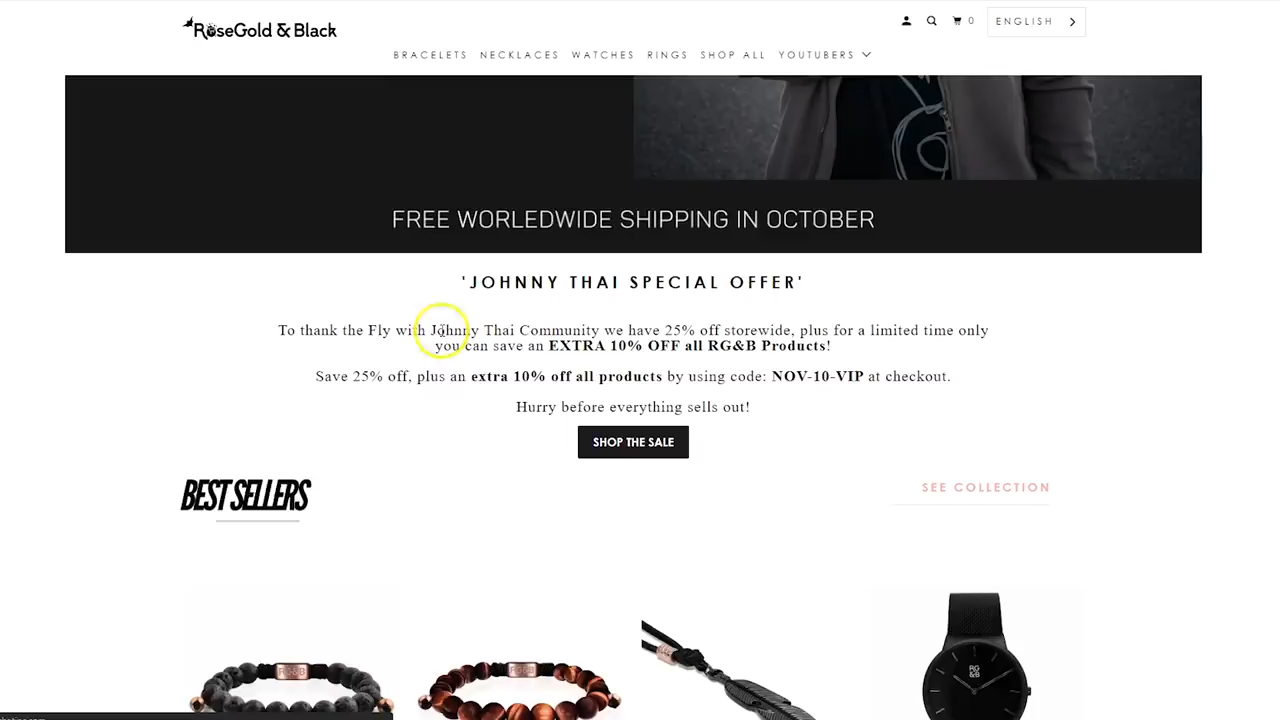 RoseGold & Black
0
ENGLISH
BRACELETS NECKLACES WATCHES RINGS SHOP ALL YOUTUBERS
FREE WORLEDWIDE SHIPPING IN OCTOBER
'JOHNNY THAI SPECIAL OFFER'
To thank the Fly with Johnny Thai Community we have 25% off storewide, plus for a limited time only
you can save an EXTRA 10% OFF all RG&B Products!
Save 25% off, plus an extra 10% off all products by using code: NOV-10-VIP at checkout.
Hurry before everything sells out!
SHOP THE SALE
BEST SELLERS
SEE COLLECTION
RG&B
RG&B
RG
&B